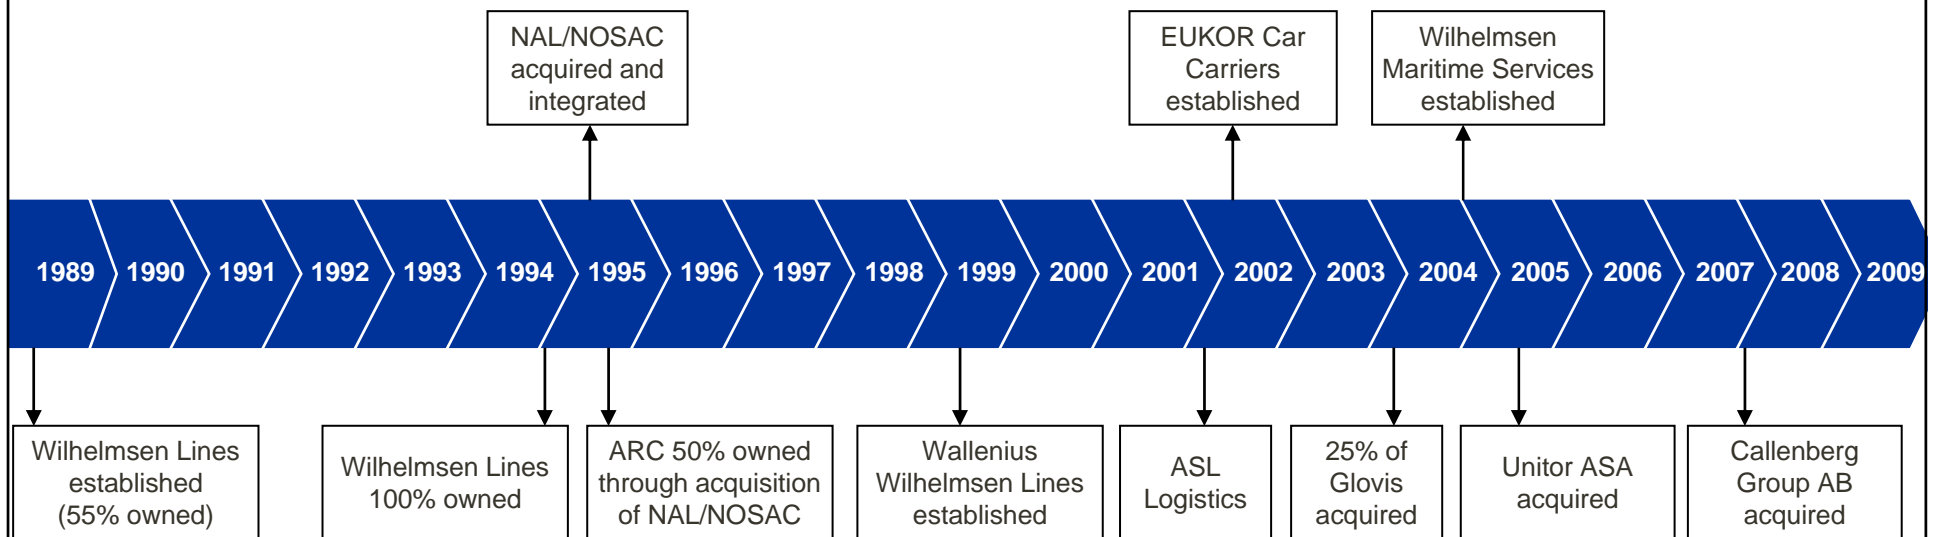 NAL/NOSAC
acquired and
integrated
EUKOR Car
Carriers
established
Wilhelmsen
Maritime Services
established
1989 1990 1991 1992 1993 1994 1995 1996 1997 1998 1999 2000 2001 2002 2003 2004 2005 2006 2007 2008 2009
Wilhelmsen Lines
established
(55% owned)
Wilhelmsen Lines
100% owned
ARC 50% owned
through acquisition
of NAL/NOSAC
Wallenius
Wilhelmsen Lines
established
ASL
Logistics
25% of
Glovis
acquired
Unitor ASA
acquired
Callenberg
Group AB
acquired